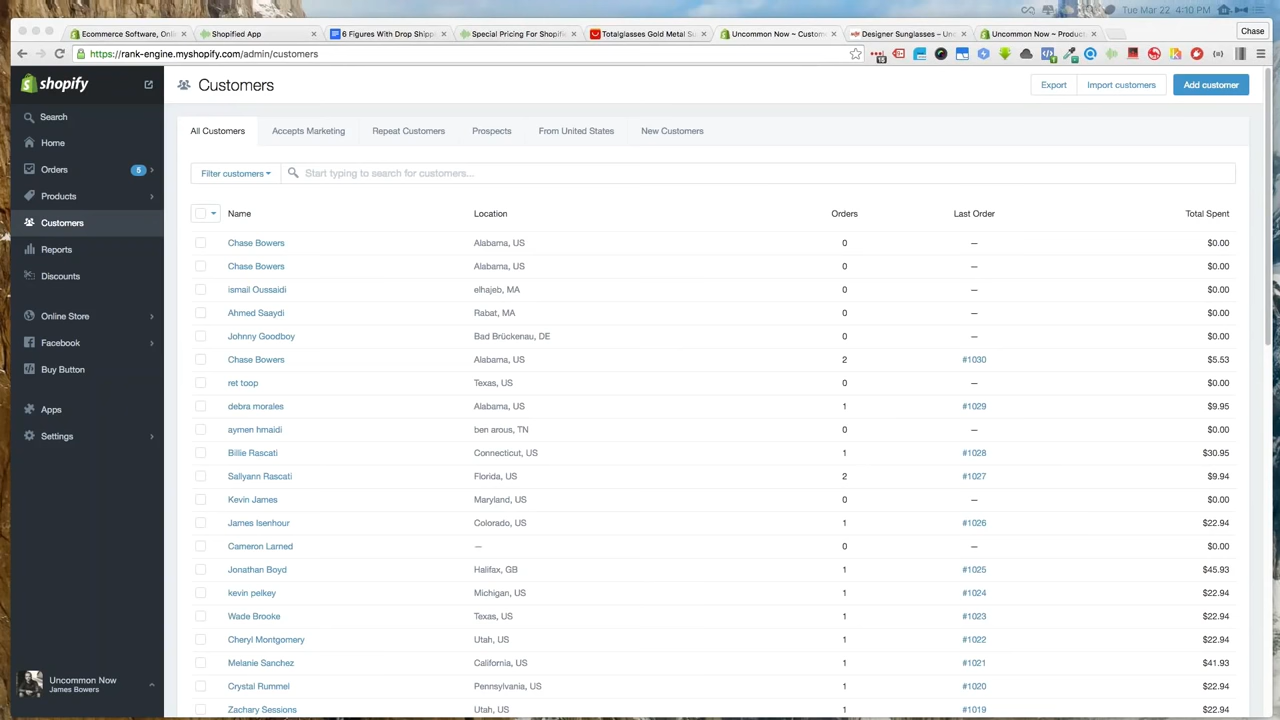 Tue Mar 22 4:10 PM
Ecommerce Software, Onli
Shopified App
6 Figures With Drop Shipp
Special Pricing For Shopifi
Totalglasses Gold Metal Su
Uncommon Now ~ Custom
Designer Sunglasses – Un
Uncommon Now ~ Produc
Chase
https://rank-engine.myshopify.com/admin/customers
shopify
Customers
Export
Import customers
Add customer
Search
Home
Orders 5
Products
Customers
Reports
Discounts
Online Store
Facebook
Buy Button
Apps
Settings
Uncommon Now
James Bowers
All Customers Accepts Marketing Repeat Customers Prospects From United States New Customers
Filter customers Start typing to search for customers...
Name Location Orders Last Order Total Spent
Chase Bowers Alabama, US 0 — $0.00
Chase Bowers Alabama, US 0 — $0.00
ismail Oussaidi elhajeb, MA 0 — $0.00
Ahmed Saaydi Rabat, MA 0 — $0.00
Johnny Goodboy Bad Brückenau, DE 0 — $0.00
Chase Bowers Alabama, US 2 #1030 $5.53
ret toop Texas, US 0 — $0.00
debra morales Alabama, US 1 #1029 $9.95
aymen hmaidi ben arous, TN 0 — $0.00
Billie Rascati Connecticut, US 1 #1028 $30.95
Sallyann Rascati Florida, US 2 #1027 $9.94
Kevin James Maryland, US 0 — $0.00
James Isenhour Colorado, US 1 #1026 $22.94
Cameron Larned — 0 — $0.00
Jonathan Boyd Halifax, GB 1 #1025 $45.93
kevin pelkey Michigan, US 1 #1024 $22.94
Wade Brooke Texas, US 1 #1023 $22.94
Cheryl Montgomery Utah, US 1 #1022 $22.94
Melanie Sanchez California, US 1 #1021 $41.93
Crystal Rummel Pennsylvania, US 1 #1020 $22.94
Zachary Sessions Utah, US 1 #1019 $22.94